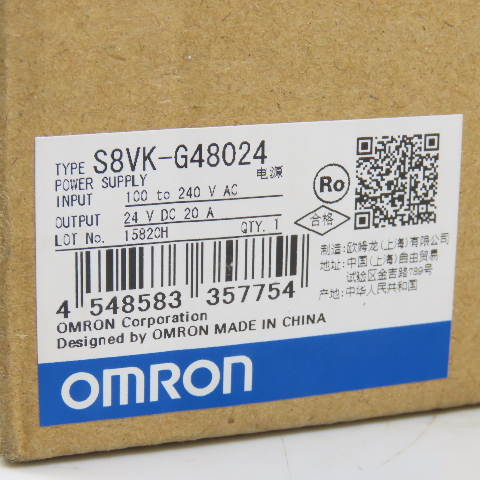 TYPE S8VK-G48024
POWER SUPPLY 电源
INPUT 100 to 240 V AC
OUTPUT 24 V DC 20 A
LOT No. 15820H QTY. 1
Ro
合格
制造: 欧姆龙(上海)有限公司
地址: 中国(上海)自由贸易
试验区金吉路789号
产地: 中华人民共和国
4 548583 357754
OMRON Corporation
Designed by OMRON MADE IN CHINA
OMRON